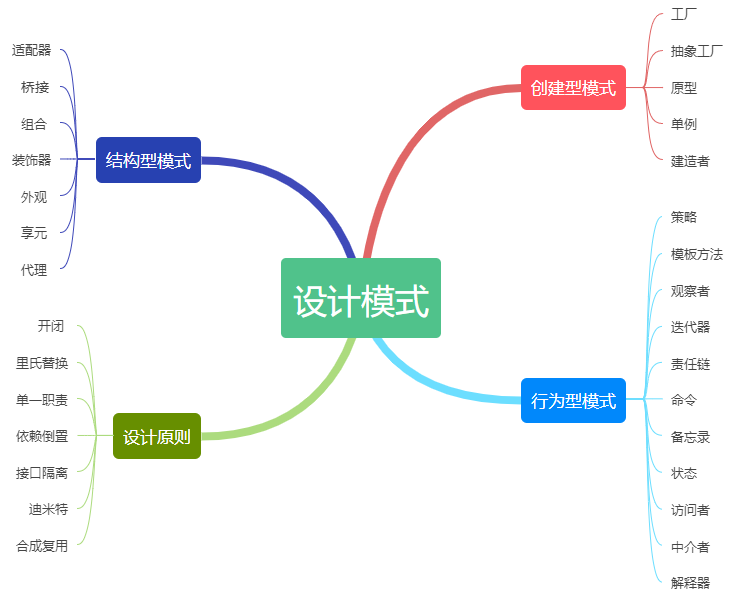 设计模式
创建型模式
工厂
抽象工厂
原型
单例
建造者
行为型模式
策略
模板方法
观察者
迭代器
责任链
命令
备忘录
状态
访问者
中介者
解释器
结构型模式
适配器
桥接
组合
装饰器
外观
享元
代理
设计原则
开闭
里氏替换
单一职责
依赖倒置
接口隔离
迪米特
合成复用